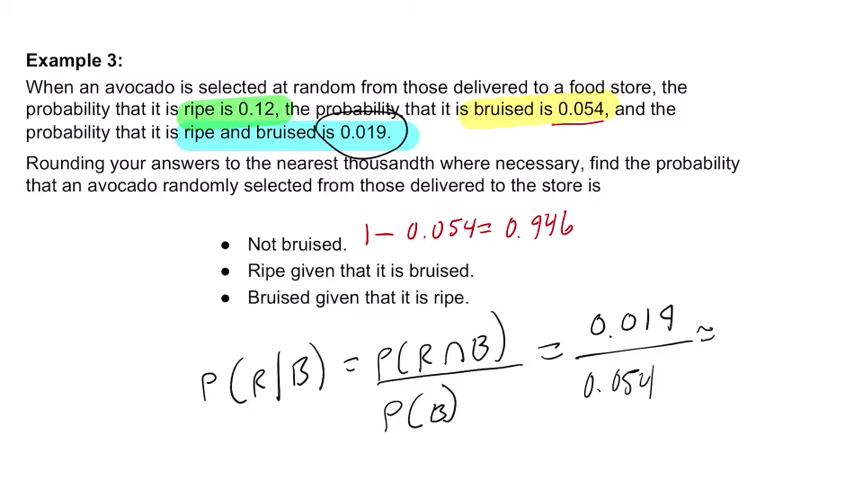 Example 3:
When an avocado is selected at random from those delivered to a food store, the
probability that it is ripe is 0.12, the probability that it is bruised is 0.054, and the
probability that it is ripe and bruised is 0.019.
Rounding your answers to the nearest thousandth where necessary, find the probability
that an avocado randomly selected from those delivered to the store is
● Not bruised. 1 - 0.054 = 0.946
● Ripe given that it is bruised.
● Bruised given that it is ripe.
P(R|B) = P(R∩B) / P(B) = 0.019 / 0.054 ≈